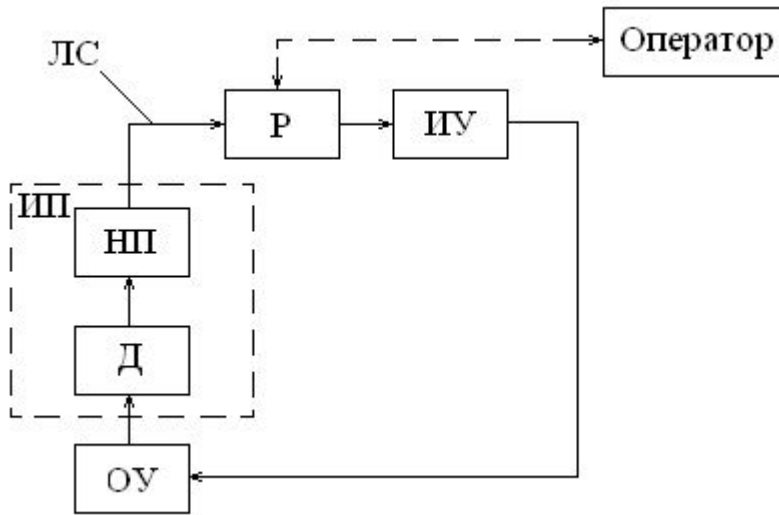 Оператор
ЛС
Р
ИУ
ИП
НП
Д
ОУ